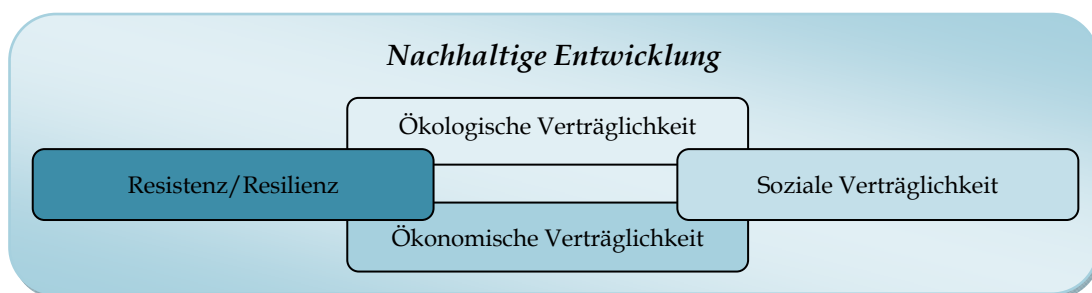 Nachhaltige Entwicklung
Ökologische Verträglichkeit
Resistenz/Resilienz
Soziale Verträglichkeit
Ökonomische Verträglichkeit